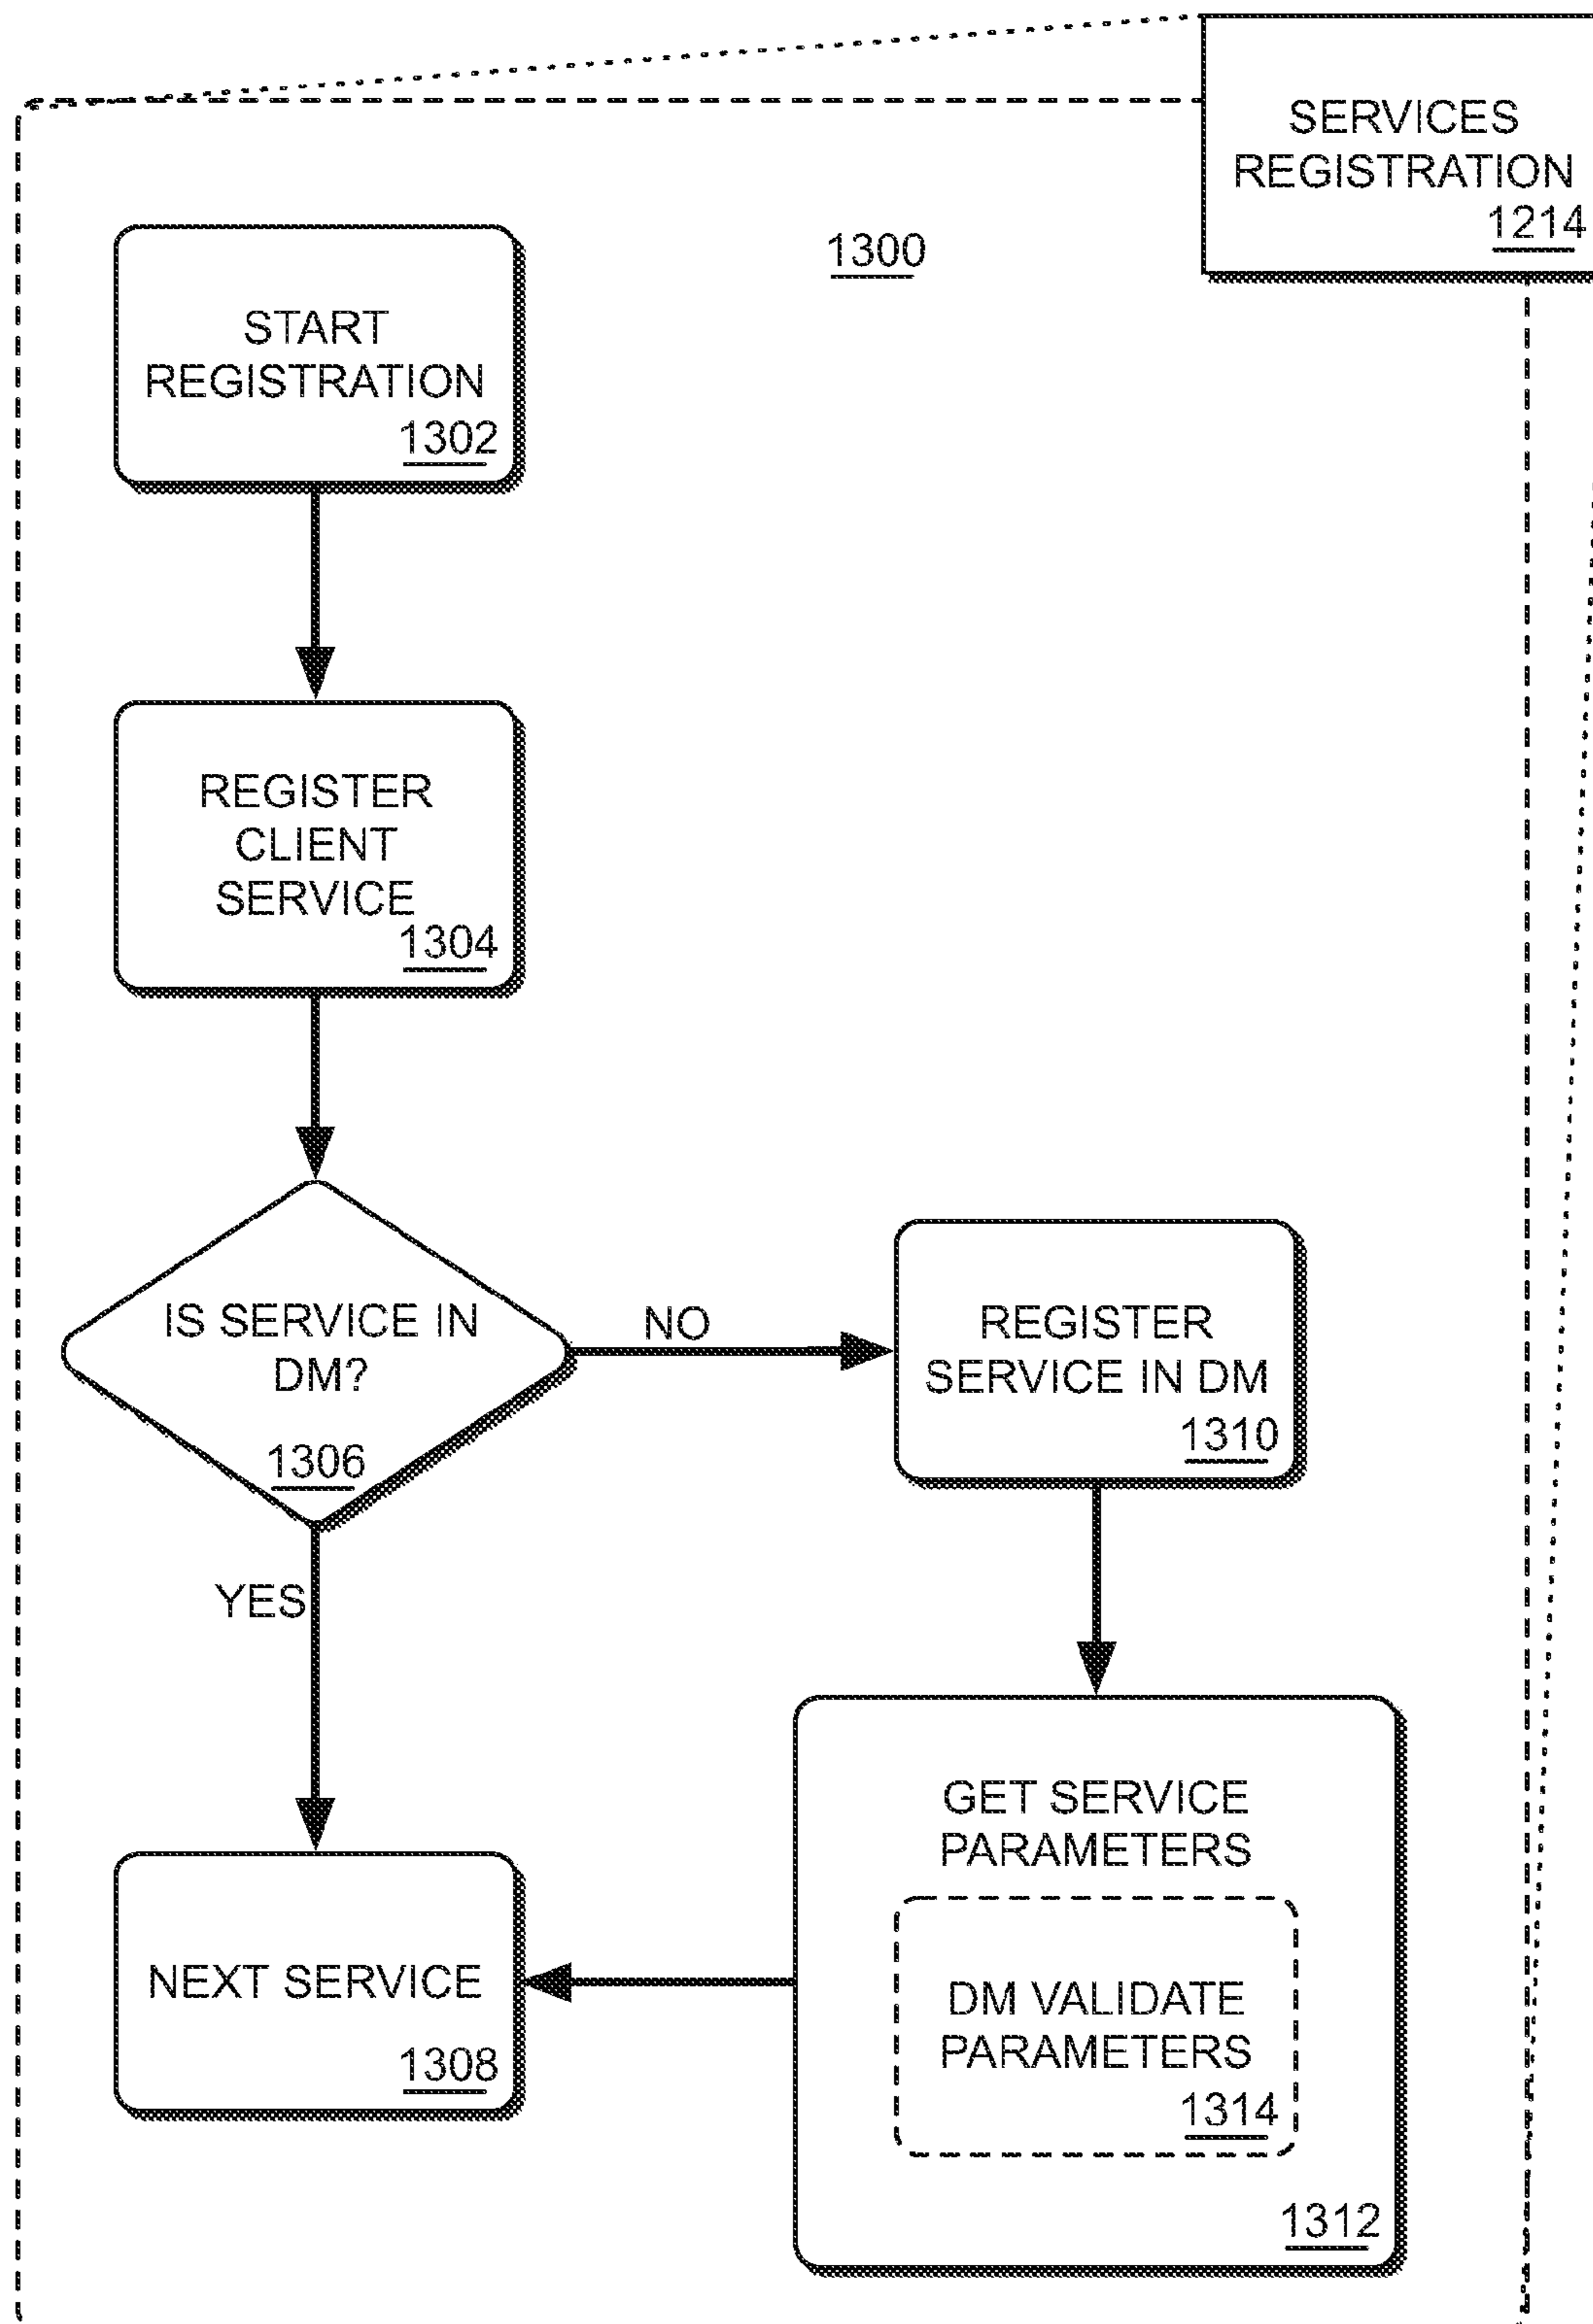 SERVICES
REGISTRATION
1214
1300
START
REGISTRATION
1302
REGISTER
CLIENT
SERVICE
1304
IS SERVICE IN
DM?
1306
NO
REGISTER
SERVICE IN DM
1310
YES
GET SERVICE
PARAMETERS
DM VALIDATE
PARAMETERS
1314
1312
NEXT SERVICE
1308